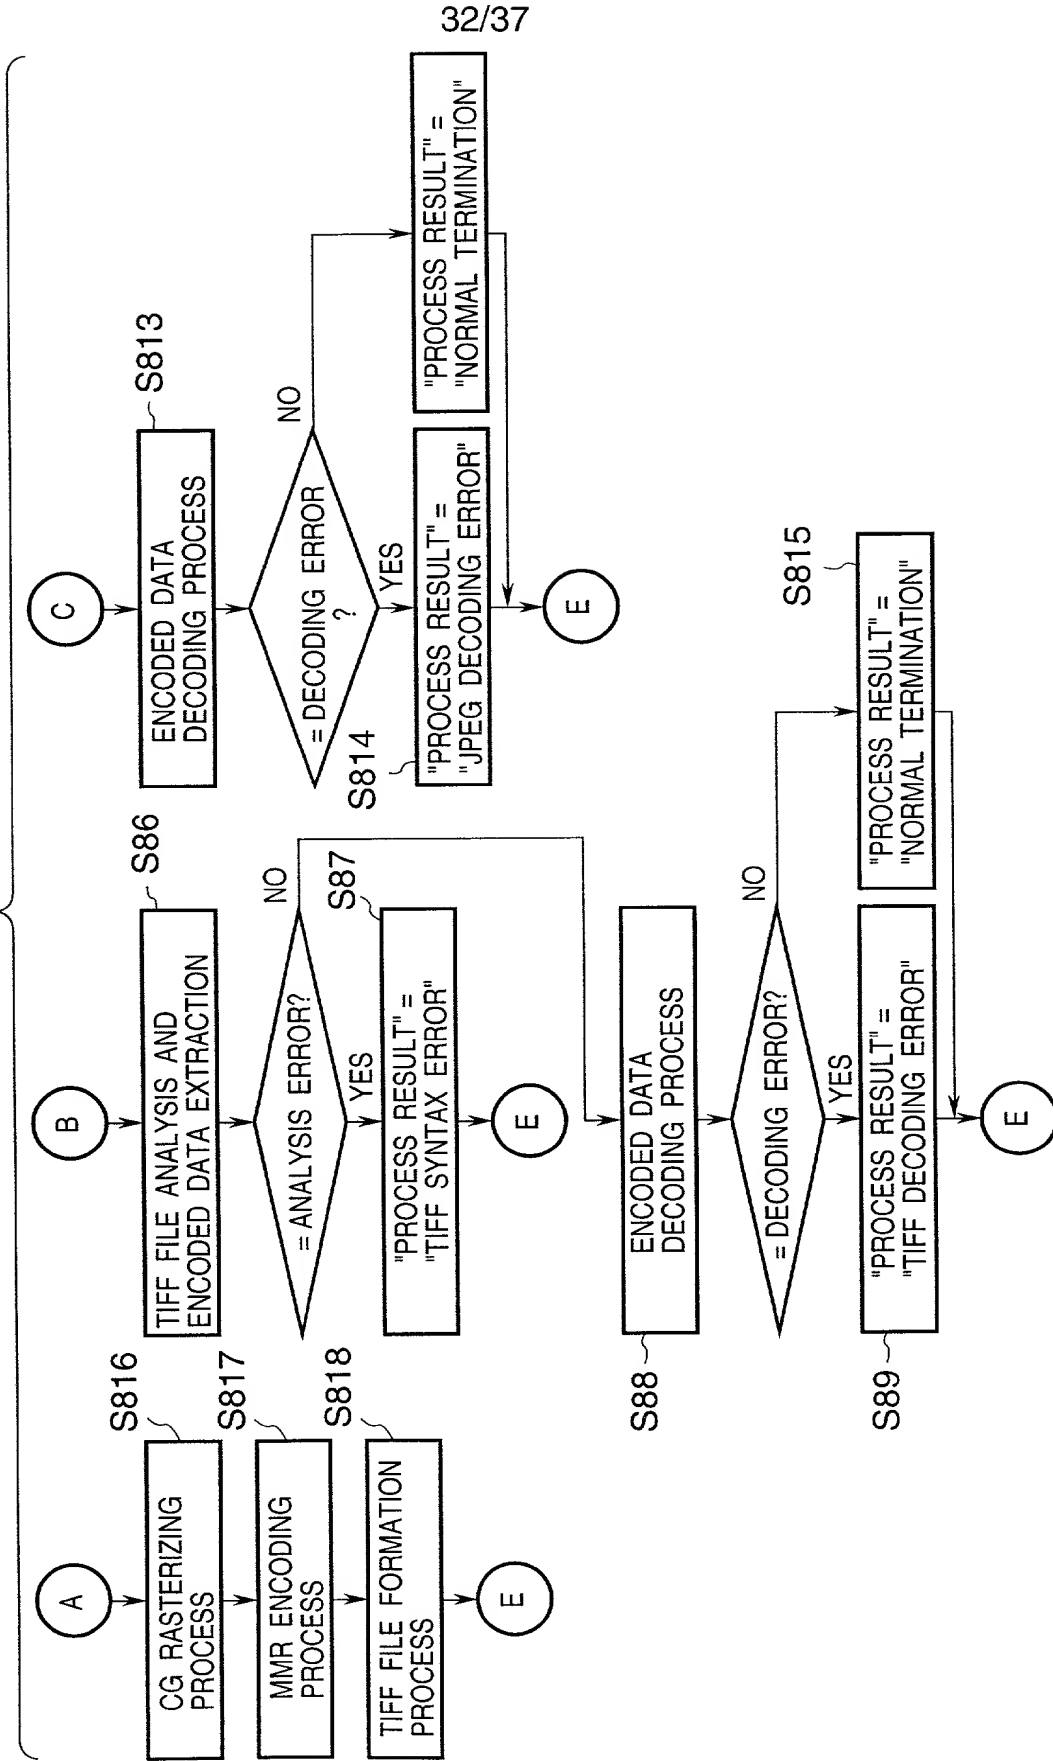 32/37
A
S816
CG RASTERIZING
PROCESS
S817
MMR ENCODING
PROCESS
S818
TIFF FILE FORMATION
PROCESS
E
B
S86
TIFF FILE ANALYSIS AND
ENCODED DATA EXTRACTION
= ANALYSIS ERROR?
NO
YES
S87
"PROCESS RESULT" =
"TIFF SYNTAX ERROR"
E
S88
ENCODED DATA
DECODING PROCESS
= DECODING ERROR?
NO
YES
S89
"PROCESS RESULT" =
"TIFF DECODING ERROR"
S815
"PROCESS RESULT" =
"NORMAL TERMINATION"
E
C
S813
ENCODED DATA
DECODING PROCESS
= DECODING ERROR
?
NO
YES
S814
"PROCESS RESULT" =
"JPEG DECODING ERROR"
"PROCESS RESULT" =
"NORMAL TERMINATION"
E